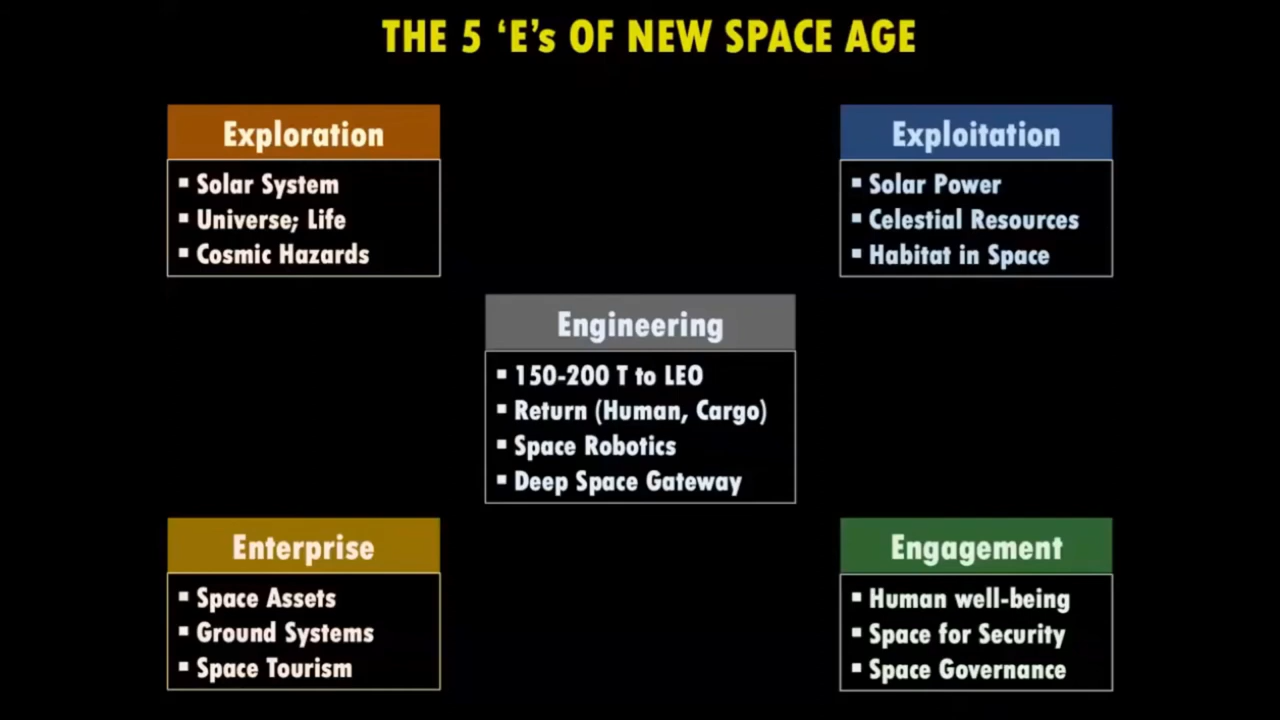 THE 5 ‘E’s OF NEW SPACE AGE
Exploration
▪ Solar System
▪ Universe; Life
▪ Cosmic Hazards
Exploitation
▪ Solar Power
▪ Celestial Resources
▪ Habitat in Space
Engineering
▪ 150-200 T to LEO
▪ Return (Human, Cargo)
▪ Space Robotics
▪ Deep Space Gateway
Enterprise
▪ Space Assets
▪ Ground Systems
▪ Space Tourism
Engagement
▪ Human well-being
▪ Space for Security
▪ Space Governance